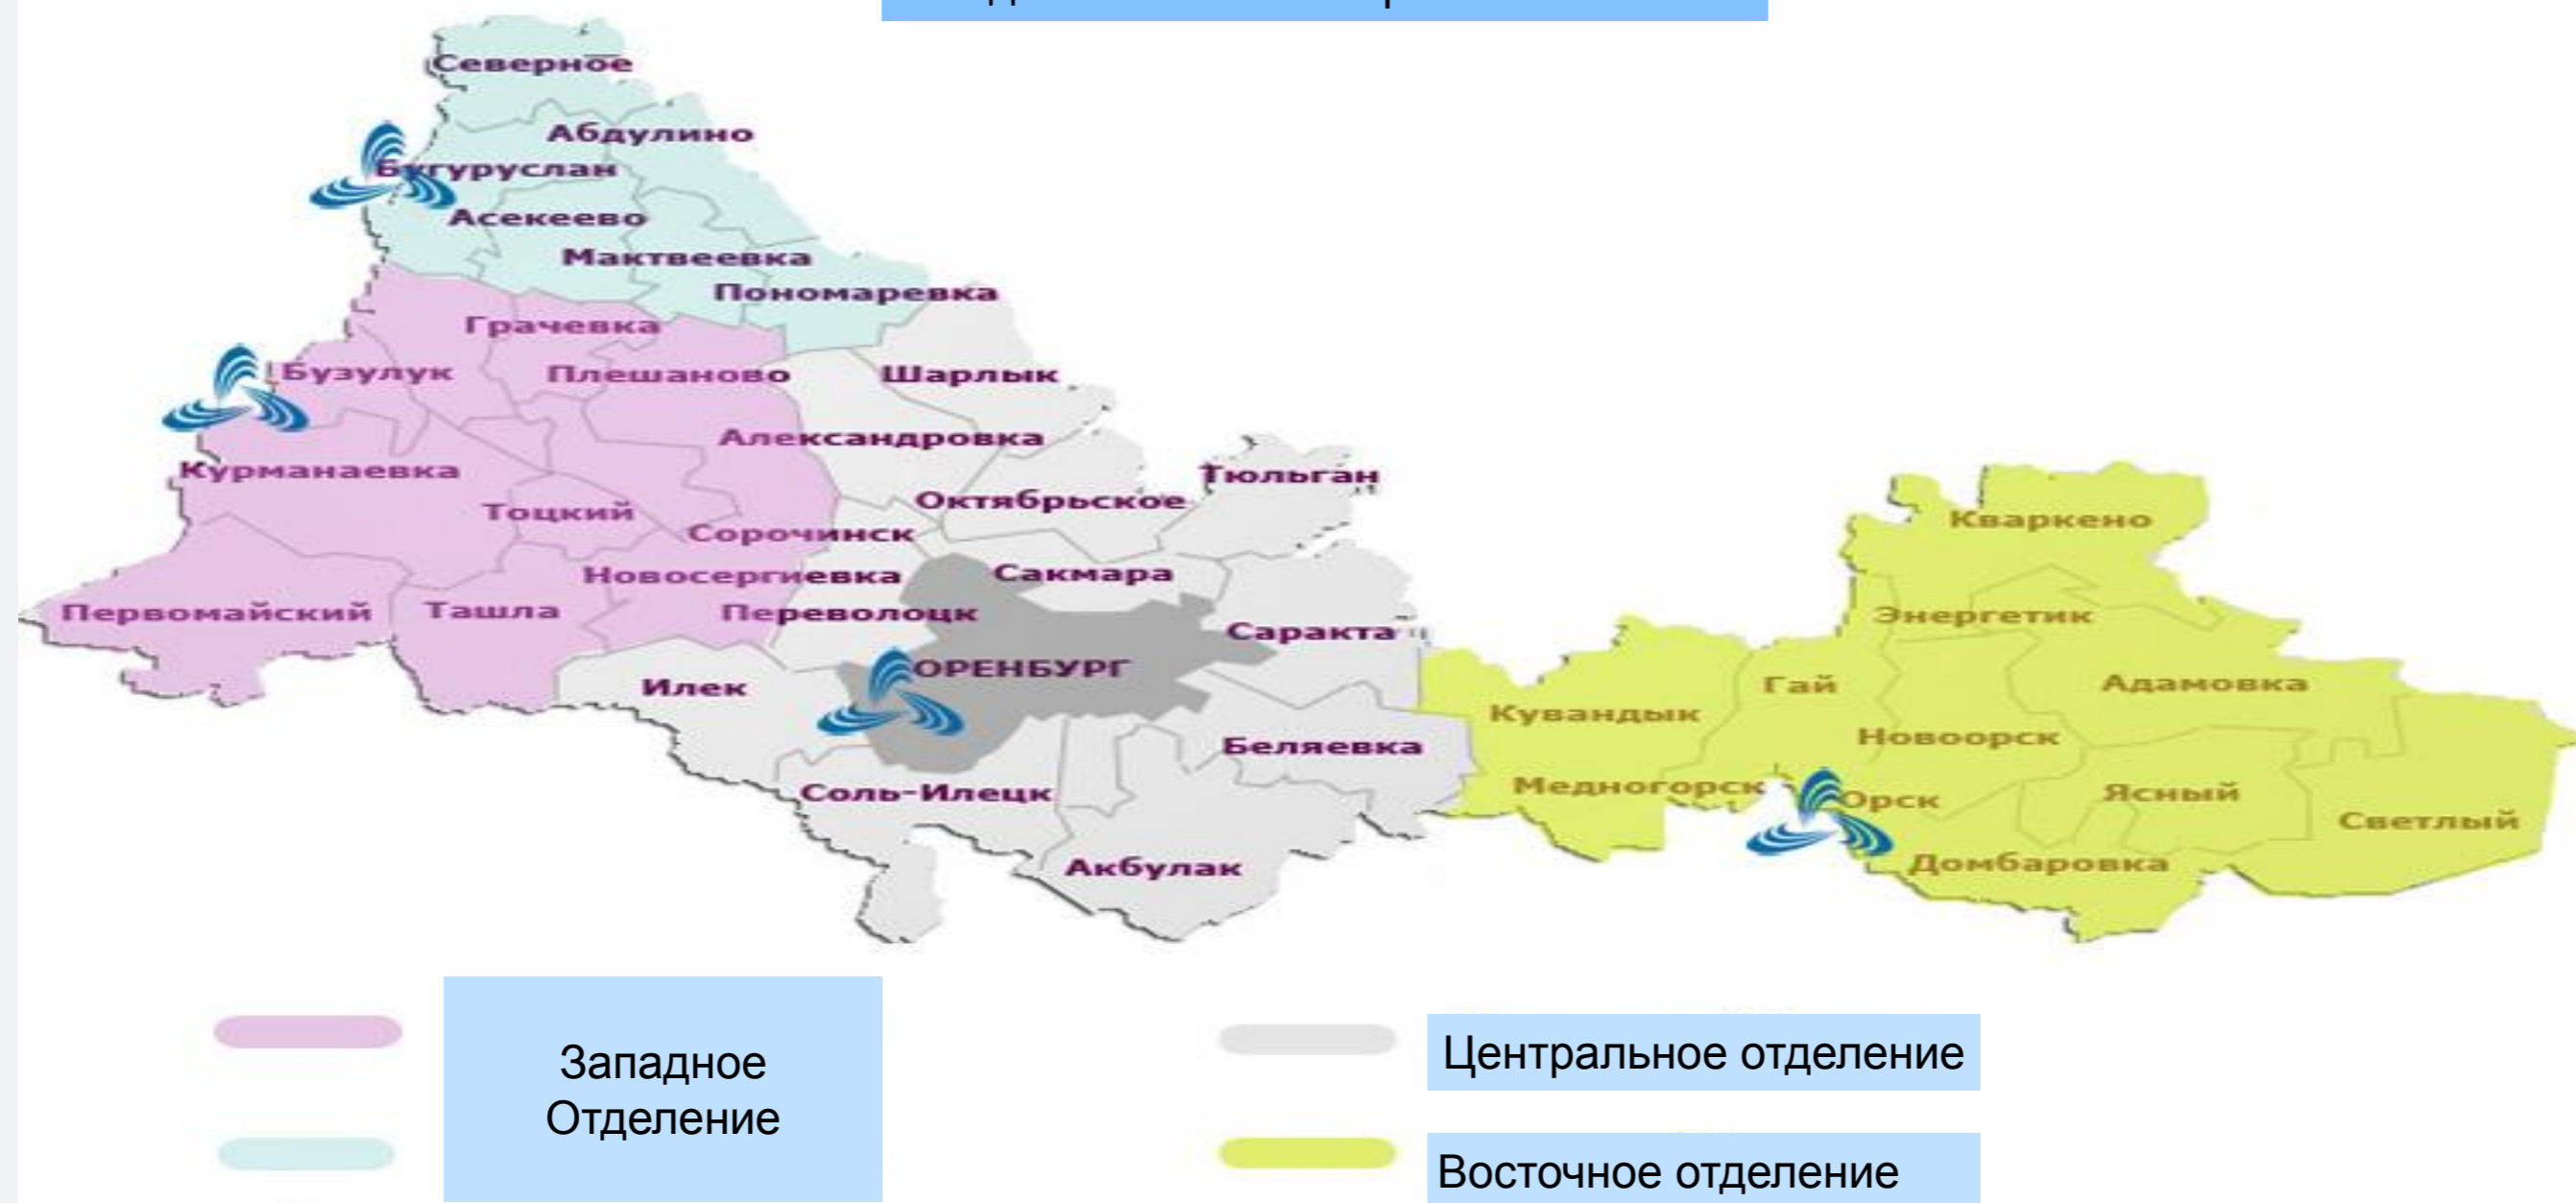 Северное
Абдулино
Бугуруслан
Асекеево
Мактвеевка
Пономаревка
Грачевка
Бузулук
Плешаново
Шарлык
Александровка
Курманаевка
Тюльган
Октябрьское
Тоцкий
Кваркено
Сорочинск
Новосергиевка
Сакмара
Первомайский
Ташла
Переволоцк
Энергетик
Саракта
ОРЕНБУРГ
Илек
Гай
Адамовка
Кувандык
Новоорск
Беляевка
Медногорск
Соль-Илецк
Орск
Ясный
Светлый
Акбулак
Домбаровка
Западное
Отделение
Центральное отделение
Восточное отделение